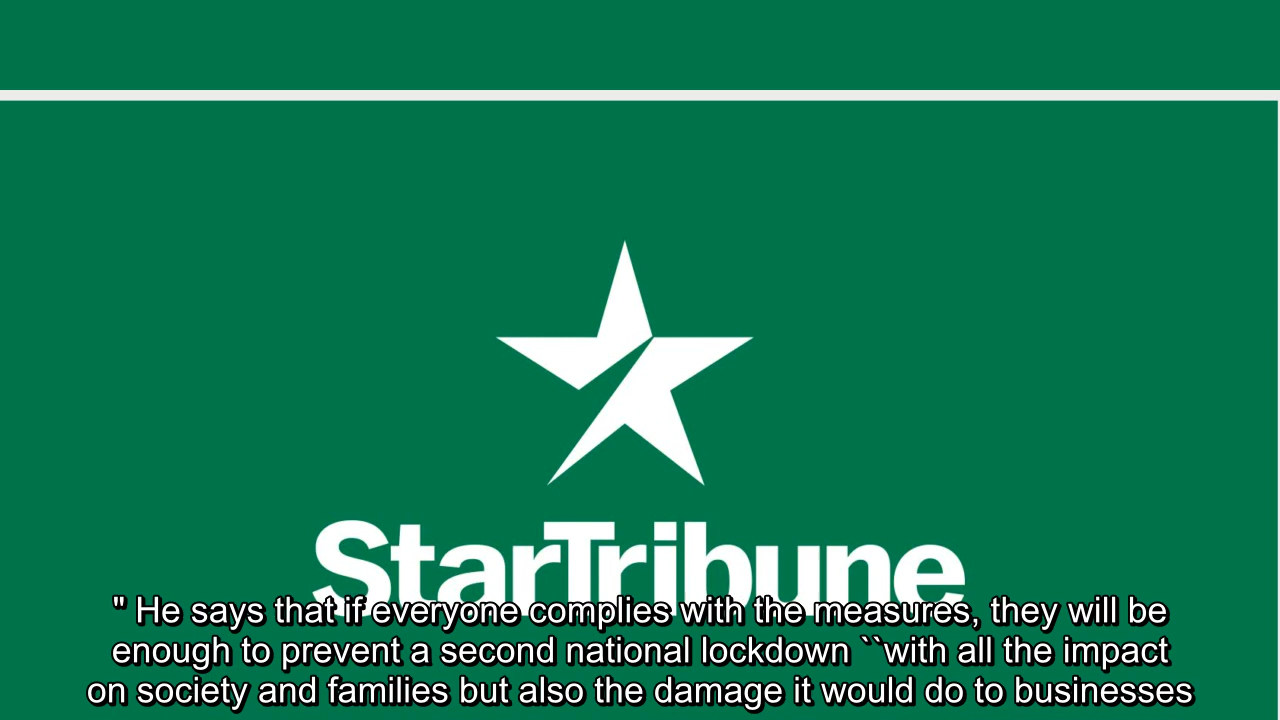 StarTribune
" He says that if everyone complies with the measures, they will be
enough to prevent a second national lockdown ``with all the impact
on society and families but also the damage it would do to businesses